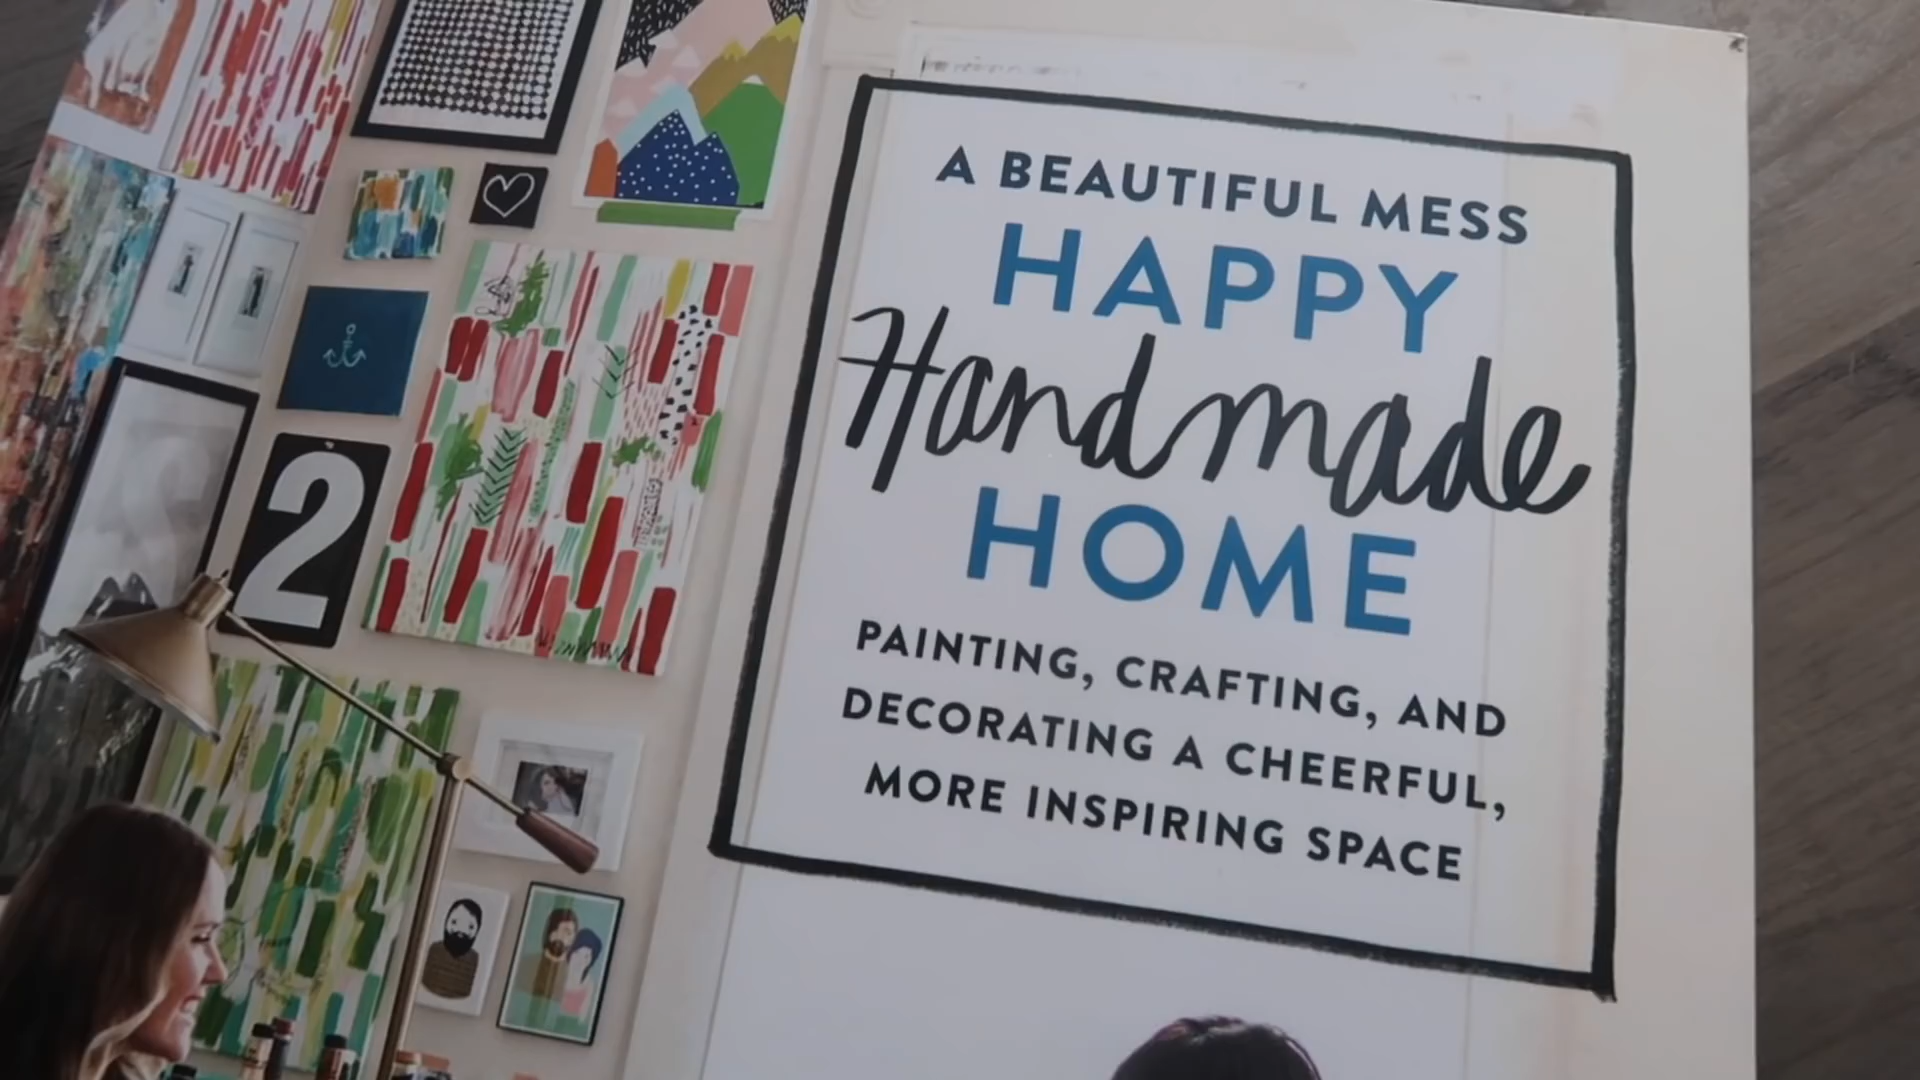 A BEAUTIFUL MESS
HAPPY
Handmade
HOME
PAINTING, CRAFTING, AND
DECORATING A CHEERFUL,
MORE INSPIRING SPACE
2